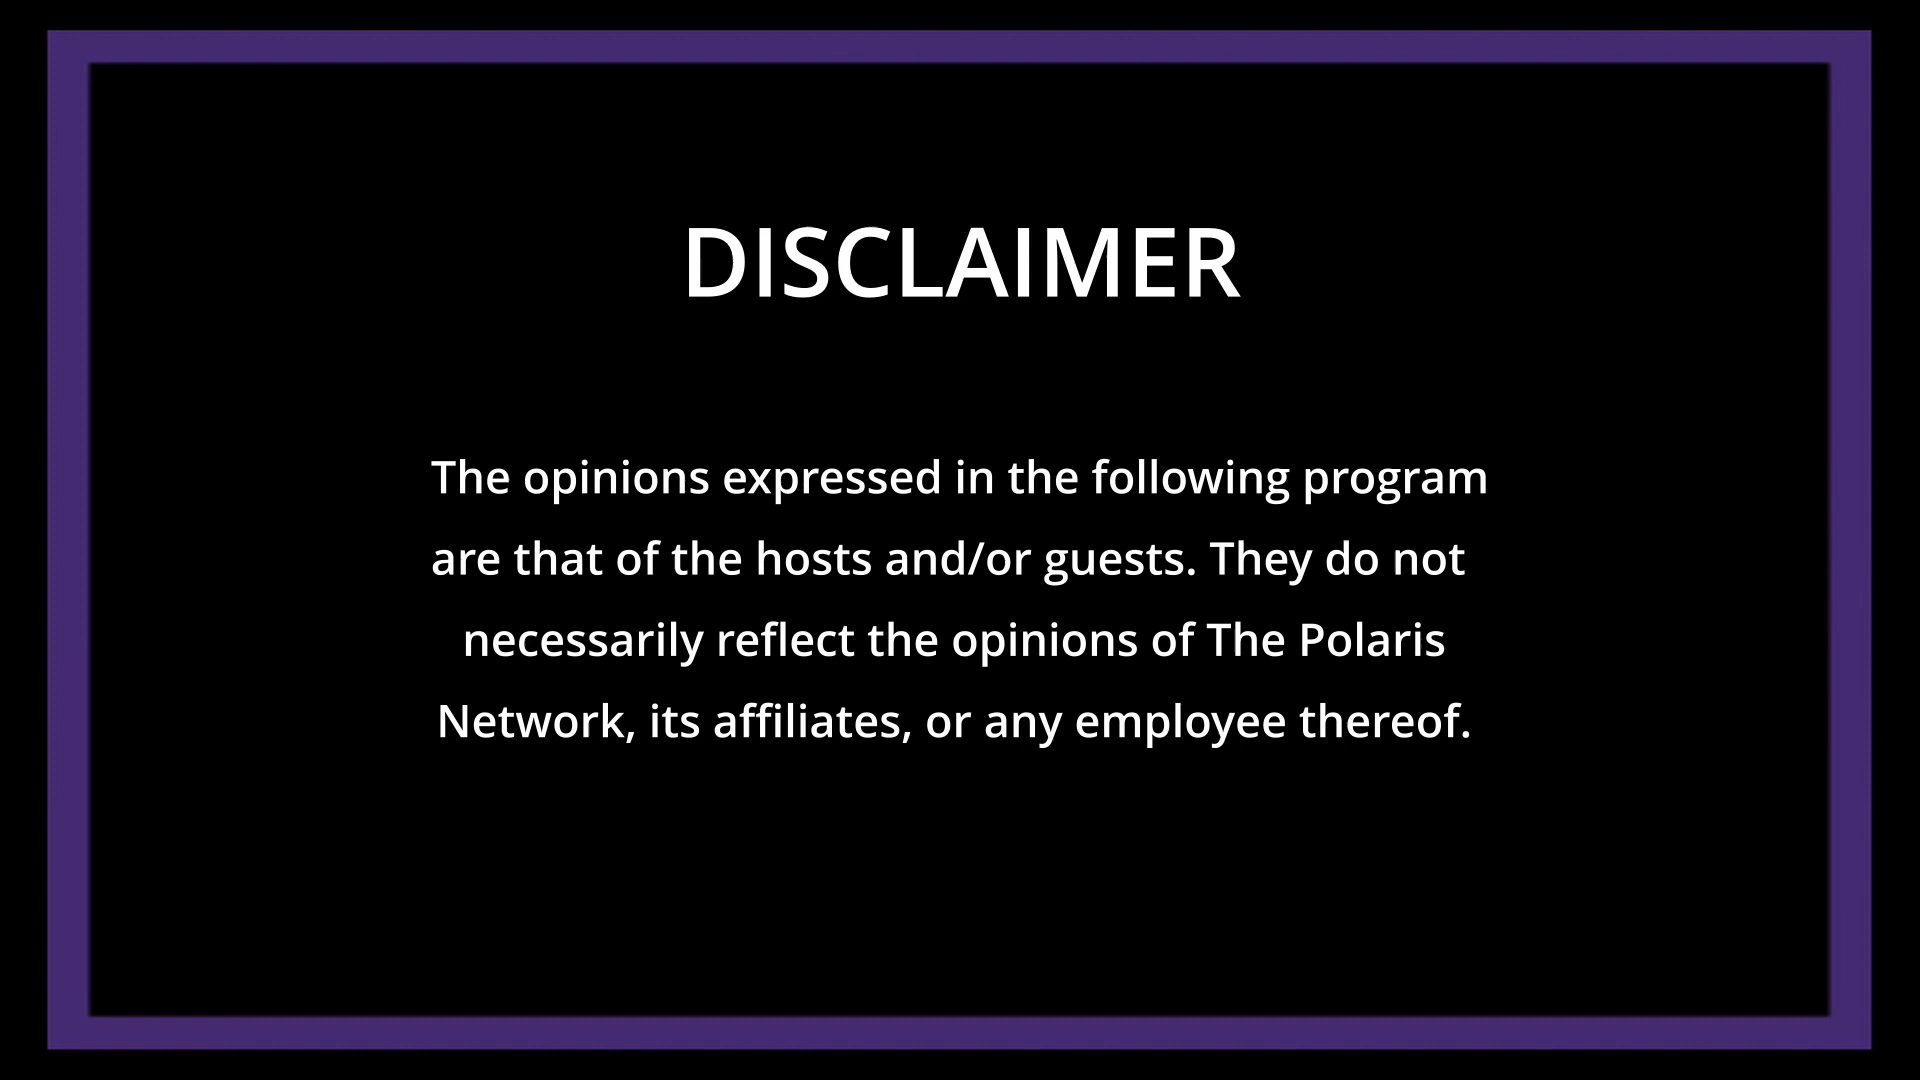 DISCLAIMER
The opinions expressed in the following program
are that of the hosts and/or guests. They do not
necessarily reflect the opinions of The Polaris
Network, its affiliates, or any employee thereof.